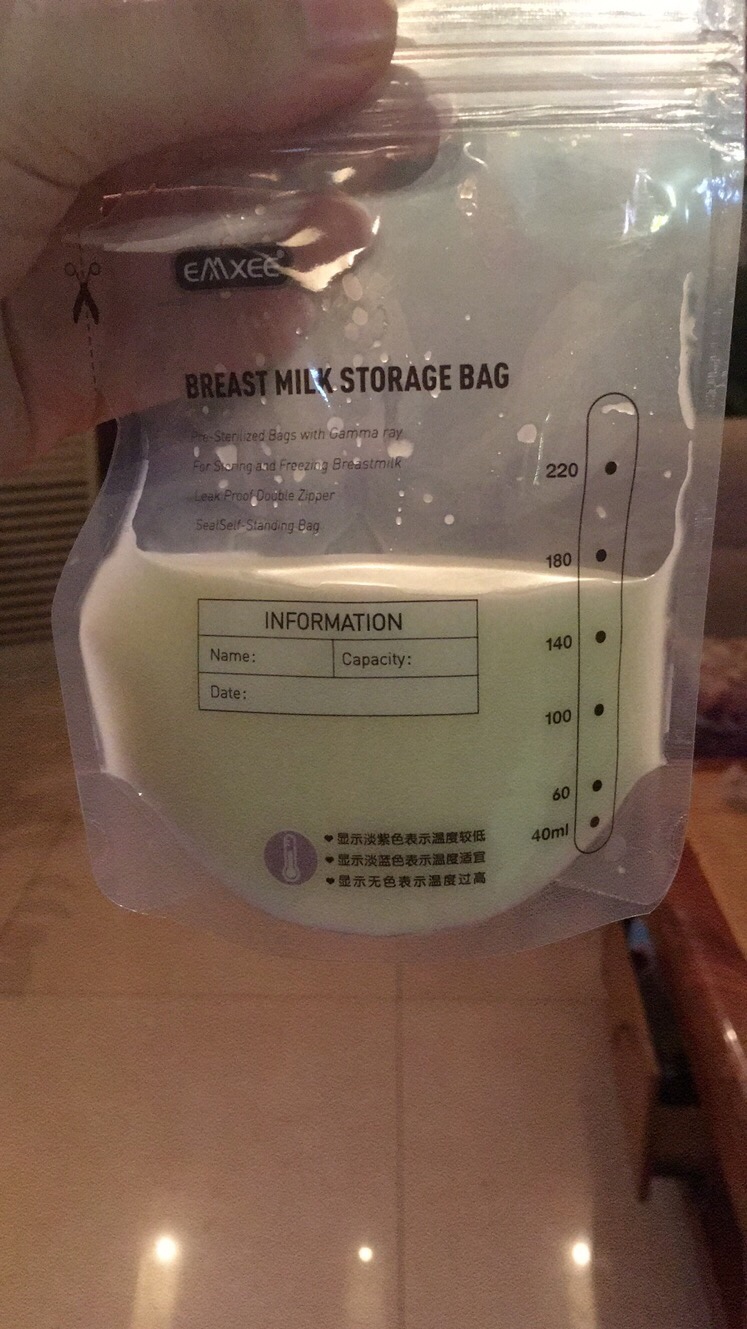 EMXEE
BREAST MILK STORAGE BAG
Pre-Sterilized Bags with Gamma ray
For Storing and Freezing Breastmilk
Leak Proof Double Zipper
SealSelf-Standing Bag
220
180
INFORMATION
Name: Capacity:
140
Date:
100
60
40ml
❤显示淡紫色表示温度较低
❤显示淡蓝色表示温度适宜
❤显示无色表示温度过高